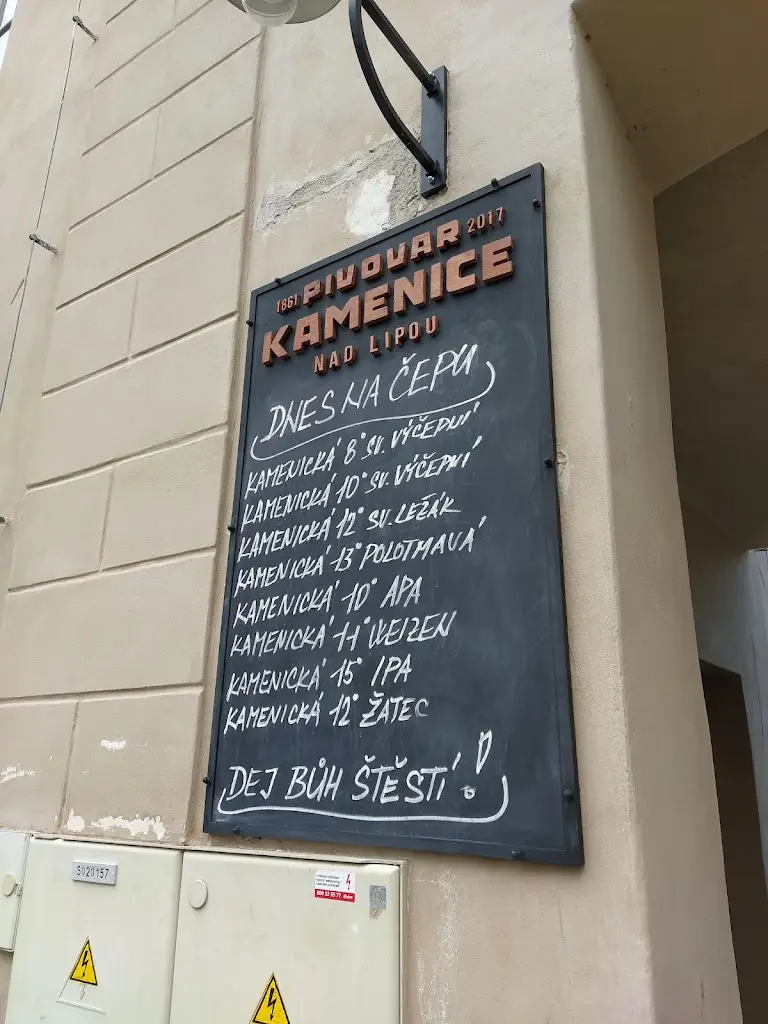 1861 PIVOVAR 2017
KAMENICE
NAD LIPOU
DNES NA ČEPU
KAMENICKÁ 8° SV. VÝČEPNÍ
KAMENICKÁ 10° SV. VÝČEPNÍ
KAMENICKÁ 12° SV. LEŽÁK
KAMENICKÁ 13° POLOTMAVÁ
KAMENICKÁ 10° APA
KAMENICKÁ 11° WEIZEN
KAMENICKÁ 15° IPA
KAMENICKÁ 12° ŽATEC
DEJ BŮH ŠTĚSTÍ!
S020157